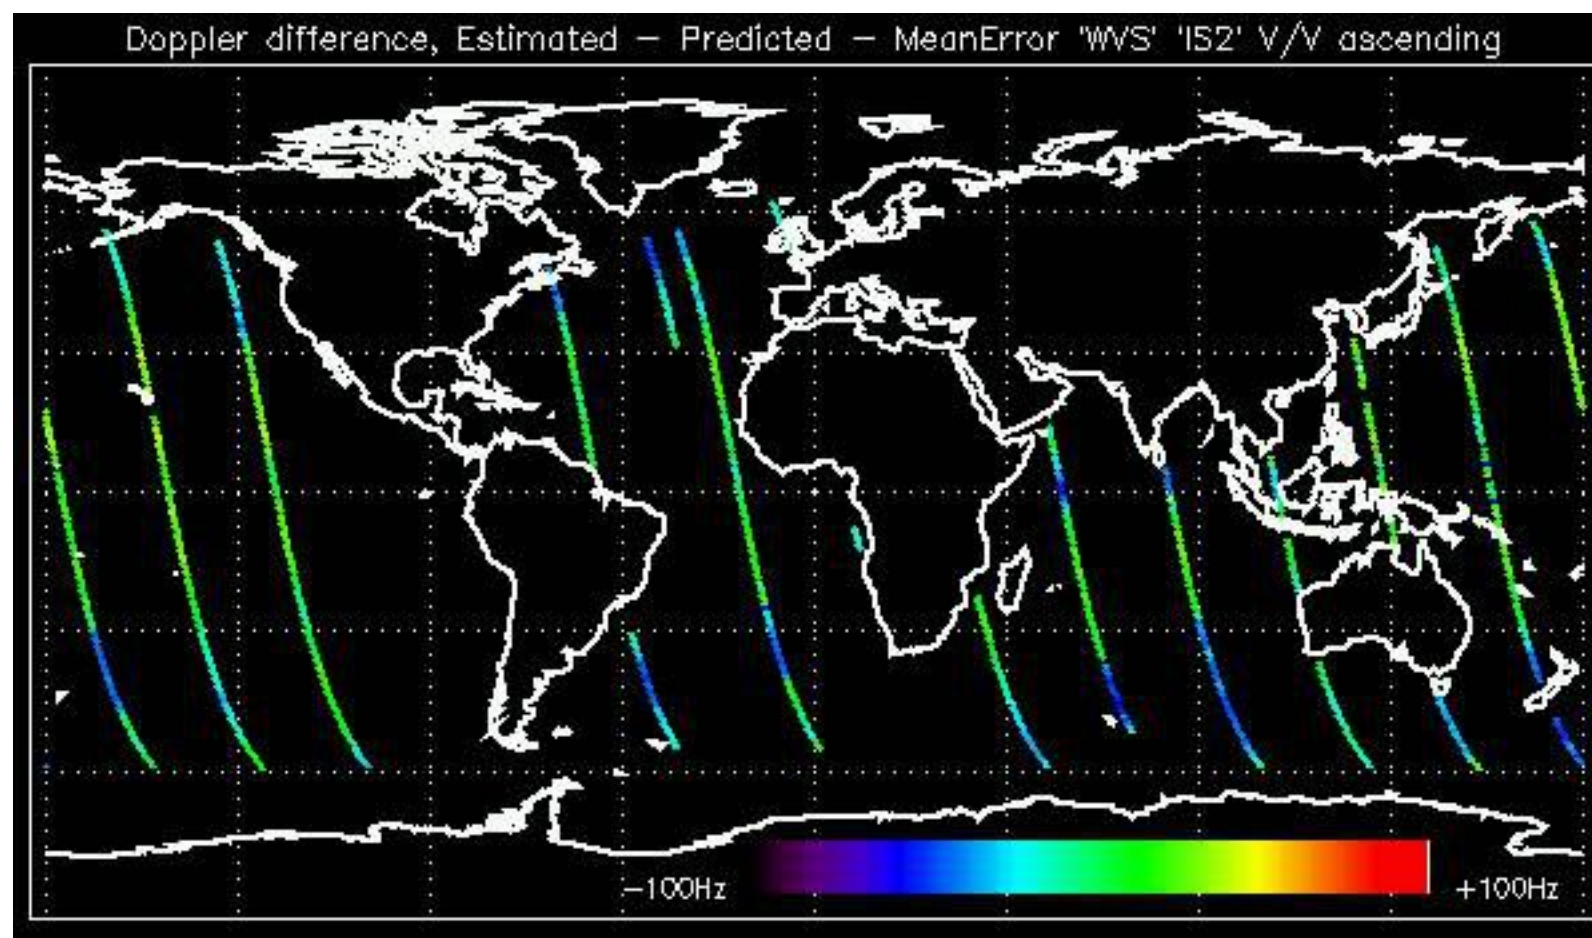 Doppler difference, Estimated - Predicted - MeanError 'WVS' 'IS2' V/V ascending
-100Hz
+100Hz